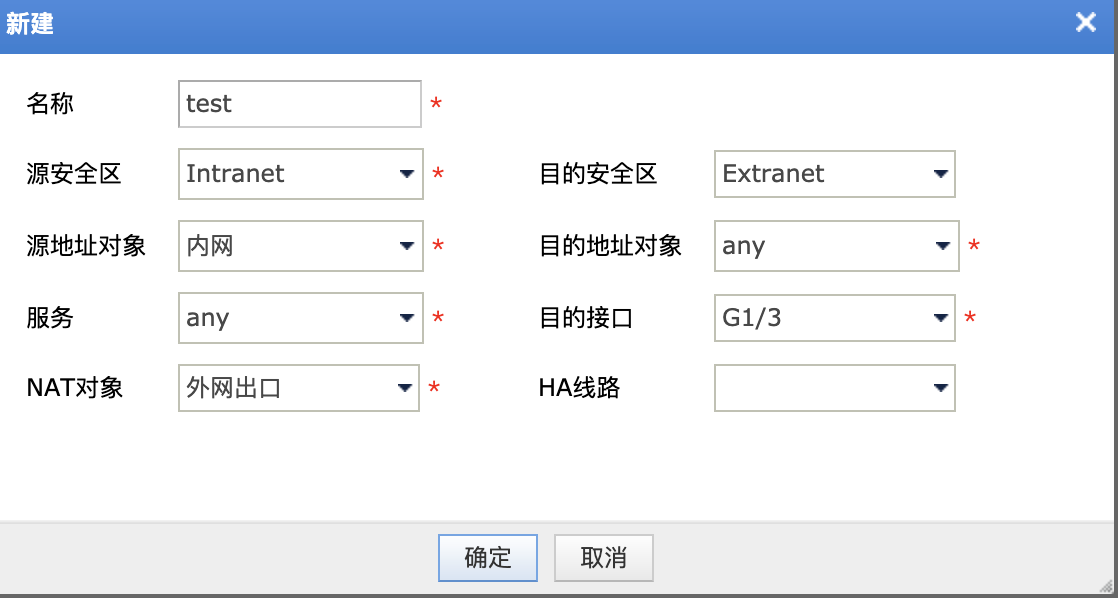 新建
名称 test *
源安全区 Intranet * 目的安全区 Extranet
源地址对象 内网 * 目的地址对象 any *
服务 any * 目的接口 G1/3 *
NAT对象 外网出口 * HA线路
确定 取消